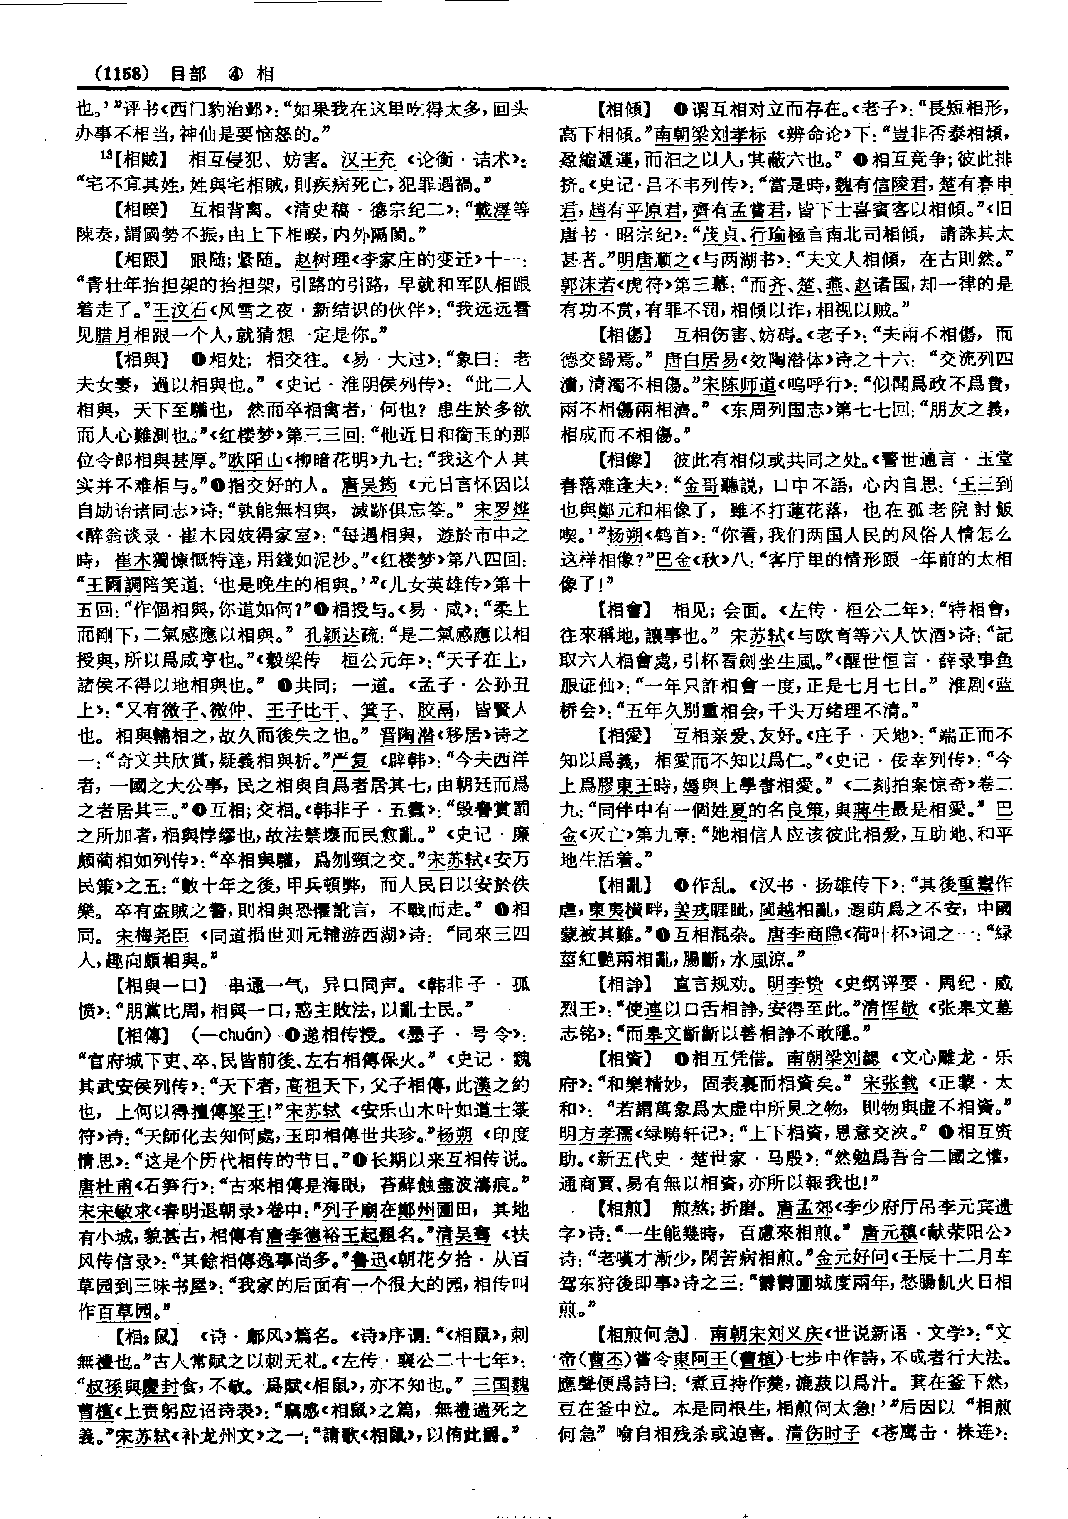 (1158) 目部 ④ 相
也。’”评书《西门豹治邺》:“如果我在这里吃得太多,回头
办事不相当,神仙是要恼怒的。”
13【相贼】 相互侵犯、妨害。汉王充《论衡·诘术》:
“宅不宜其姓,姓與宅相賊,則疾病死亡,犯罪遇禍。”
【相睽】 互相背离。《清史稿·德宗纪二》:“戴澤等
陳奏,謂國勢不振,由上下相睽,内外隔閡。”
【相跟】 跟随;紧随。赵树理《李家庄的变迁》十一:
“青壮年抬担架的抬担架,引路的引路,早就和军队相跟
着走了。”王汶石《风雪之夜·新结识的伙伴》:“我远远看
见腊月相跟一个人,就猜想一定是你。”
【相與】 ❶相处;相交往。《易·大过》:“象曰:老
夫女妻,過以相與也。”《史记·淮阴侯列传》:“此二人
相與,天下至驩也,然而卒相禽者,何也?患生於多欲
而人心難測也。”《红楼梦》第三三回:“他近日和衔玉的那
位令郎相與甚厚。”欧阳山《柳暗花明》九七:“我这个人其
实并不难相与。”指交好的人。唐吴筠《元日言怀因以
自励诒诸同志》诗:“孰能無相與,滅跡俱忘筌。”宋罗烨
《醉翁谈录·崔木因妓得家室》:“每遇相與,遊於市中之
時,崔木獨慷慨特達,用錢如泥沙。”《红楼梦》第八四回:
“王爾調陪笑道:‘也是晚生的相與。’”《儿女英雄传》第十
五回:“作個相與,你道如何?”相授与。《易·咸》:“柔上
而剛下,二氣感應以相與。”孔颖达疏:“是二氣感應以相
授與,所以爲咸亨也。”《穀梁传 桓公元年》:“天子在上,
諸侯不得以地相與也。”共同;一道。《孟子·公孙丑
上》:“又有微子、微仲、王子比干、箕子、膠鬲,皆賢人
也。相與輔相之,故久而後失之也。”晋陶潜《移居》诗之
一:“奇文共欣賞,疑義相與析。”严复《辟韩》:“今夫西洋
者,一國之大公事,民之相與自爲者居其七,由朝廷而爲
之者居其三。”互相;交相。《韩非子·五蠹》:“毁譽賞罰
之所加者,相與悖繆也,故法禁壞而民愈亂。”《史记·廉
颇蔺相如列传》:“卒相與驩,爲刎頸之交。”宋苏轼《安万
民策》之五:“數十年之後,甲兵頓弊,而人民日以安於佚
樂。卒有盗賊之警,則相與恐懼訛言,不戰而走。”相
同。宋梅尧臣《同道损世则元辅游西湖》诗:“同來三四
人,趣向頗相與。”
【相與一口】 串通一气,异口同声。《韩非子·孤
愤》:“朋黨比周,相與一口,惑主敗法,以亂士民。”
【相傳】 (—chuán) ❶递相传授。《墨子·号令》:
“官府城下吏、卒、民皆前後、左右相傳保火。”《史记·魏
其武安侯列传》:“天下者,高祖天下,父子相傳,此漢之約
也,上何以得擅傳梁王!”宋苏轼《安乐山木叶如道士箓
符》诗:“天師化去知何處,玉印相傳世共珍。”杨朔《印度
情思》:“这是个历代相传的节日。”长期以来互相传说。
唐杜甫《石笋行》:“古來相傳是海眼,苔蘚蝕盡波濤痕。”
宋宋敏求《春明退朝录》卷中:“列子廟在鄭州圃田,其地
有小城,貌甚古,相傳有唐李德裕王起題名。”清吴骞《扶
风传信录》:“其餘相傳逸事尚多。”鲁迅《朝花夕拾·从百
草园到三味书屋》:“我家的后面有一个很大的园,相传叫
作百草园。”
【相鼠】 《诗·鄘风》篇名。《诗》序谓:“《相鼠》,刺
無禮也。”古人常赋之以刺无礼。《左传·襄公二十七年》:
“叔孫與慶封食,不敬。爲賦《相鼠》,亦不知也。”三国魏
曹植《上责躬应诏诗表》:“竊感《相鼠》之篇,無禮遄死之
義。”宋苏轼《补龙州文》之一:“請歌《相鼠》,以侑此爵。”
【相傾】 ❶谓互相对立而存在。《老子》:“長短相形,
高下相傾。”南朝梁刘孝标《辨命论》下:“豈非否泰相傾,
盈縮遞運,而汩之以人,其蔽六也。”相互竞争;彼此排
挤。《史记·吕不韦列传》:“當是時,魏有信陵君,楚有春申
君,趙有平原君,齊有孟嘗君,皆下士喜賓客以相傾。”《旧
唐书·昭宗纪》:“茂貞、行瑜極言南北司相傾,請誅其太
甚者。”明唐顺之《与两湖书》:“夫文人相傾,在古則然。”
郭沫若《虎符》第三幕:“而齐、楚、燕、赵诸国,却一律的是
有功不赏,有罪不罚,相倾以诈,相视以贼。”
【相傷】 互相伤害、妨碍。《老子》:“夫兩不相傷,而
德交歸焉。”唐白居易《效陶潜体》诗之十六:“交流列四
瀆,清濁不相傷。”宋陈师道《呜呼行》:“似聞爲政不爲費,
兩不相傷兩相濟。”《东周列国志》第七七回:“朋友之義,
相成而不相傷。”
【相像】 彼此有相似或共同之处。《警世通言·玉堂
春落难逢夫》:“金哥聽説,口中不語,心内自思:‘王三到
也與鄭元和相像了,雖不打蓮花落,也在孤老院討飯
喫。’”杨朔《鹤首》:“你看,我们两国人民的风俗人情怎么
这样相像?”巴金《秋》八:“客厅里的情形跟一年前的太相
像了!”
【相會】 相见;会面。《左传·桓公二年》:“特相會,
往來稱地,讓事也。”宋苏轼《与欧育等六人饮酒》诗:“記
取六人相會處,引杯看劍坐生風。”《醒世恒言·薛录事鱼
服证仙》:“一年只許相會一度,正是七月七日。”淮剧《蓝
桥会》:“五年久别重相会,千头万绪理不清。”
【相愛】 互相亲爱、友好。《庄子·天地》:“端正而不
知以爲義,相愛而不知以爲仁。”《史记·佞幸列传》:“今
上爲膠東王時,嫣與上學書相愛。”《二刻拍案惊奇》卷二
九:“同伴中有一個姓夏的名良策,與蔣生最是相愛。”巴
金《灭亡》第九章:“她相信人应该彼此相爱,互助地、和平
地生活着。”
【相亂】 ❶作乱。《汉书·扬雄传下》:“其後熏鬻作
虐,東夷横畔,羌戎睚眦,閩越相亂,遐萌爲之不安,中國
蒙被其難。”互相混杂。唐李商隐《荷叶杯》词之一:“緑
莖紅艷兩相亂,腸斷,水風涼。”
【相諍】 直言规劝。明李贽《史纲评要·周纪·威
烈王》:“使連以口舌相諍,安得至此。”清恽敬《张皋文墓
志铭》:“而皋文齗齗以善相諍不敢隱。”
【相資】 ❶相互凭借。南朝梁刘勰《文心雕龙·乐
府》:“和樂精妙,固表裏而相資矣。”宋张载《正蒙·太
和》:“若謂萬象爲太虚中所見之物,則物與虚不相資。”
明方孝孺《绿畴轩记》:“上下相資,恩意交浹。”相互资
助。《新五代史·楚世家·马殷》:“然勉爲吾合二國之懽,
通商賈、易有無以相資,亦所以報我也!”
【相煎】 煎熬;折磨。唐孟郊《李少府厅吊李元宾遗
字》诗:“一生能幾時,百慮來相煎。”唐元稹《献荥阳公》
诗:“老嘆才漸少,閑苦病相煎。”金元好问《壬辰十二月车
驾东狩後即事》诗之三:“鬱鬱圍城度兩年,愁腸飢火日相
煎。”
【相煎何急】 南朝宋刘义庆《世说新语·文学》:“文
帝(曹丕)嘗令東阿王(曹植)七步中作詩,不成者行大法。
應聲便爲詩曰:‘煮豆持作羹,漉菽以爲汁。萁在釜下然,
豆在釜中泣。本是同根生,相煎何太急!’”后因以“相煎
何急”喻自相残杀或迫害。清伤时子《苍鹰击·株连》: